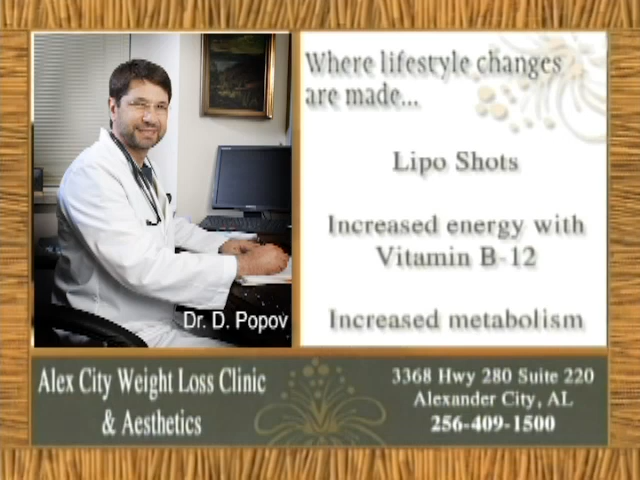 Where lifestyle changes
are made...
Lipo Shots
Increased energy with
Vitamin B-12
Increased metabolism
Dr. D. Popov
Alex City Weight Loss Clinic
& Aesthetics
3368 Hwy 280 Suite 220
Alexander City, AL
256-409-1500